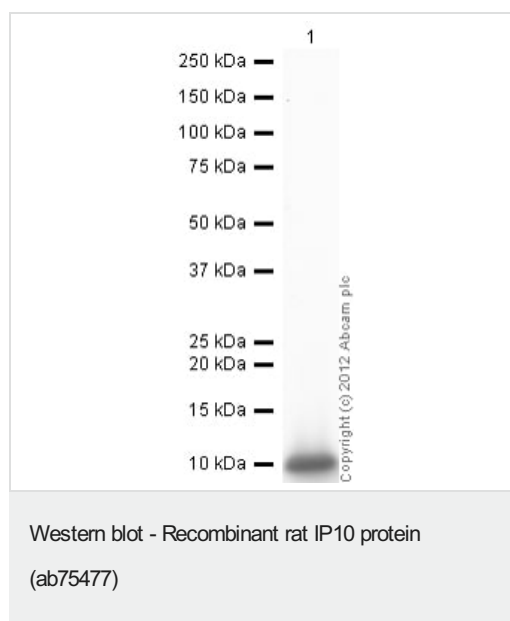 1
250 kDa
150 kDa
100 kDa
75 kDa
50 kDa
37 kDa
25 kDa
20 kDa
15 kDa
10 kDa
Copyright (c) 2012 Abcam plc
Western blot - Recombinant rat IP10 protein
(ab75477)